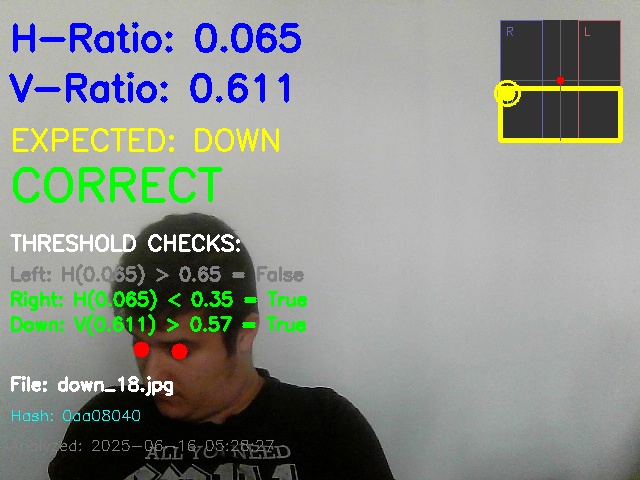 H-Ratio: 0.065
V-Ratio: 0.611
EXPECTED: DOWN
CORRECT
THRESHOLD CHECKS:
Left: H(0.065) > 0.65 = False
Right: H(0.065) < 0.35 = True
Down: V(0.611) > 0.57 = True
File: down_18.jpg
Hash: 0aa08040
Analyzed: 2025-06-16 05:28:27
ALL YOU NEED
R
L